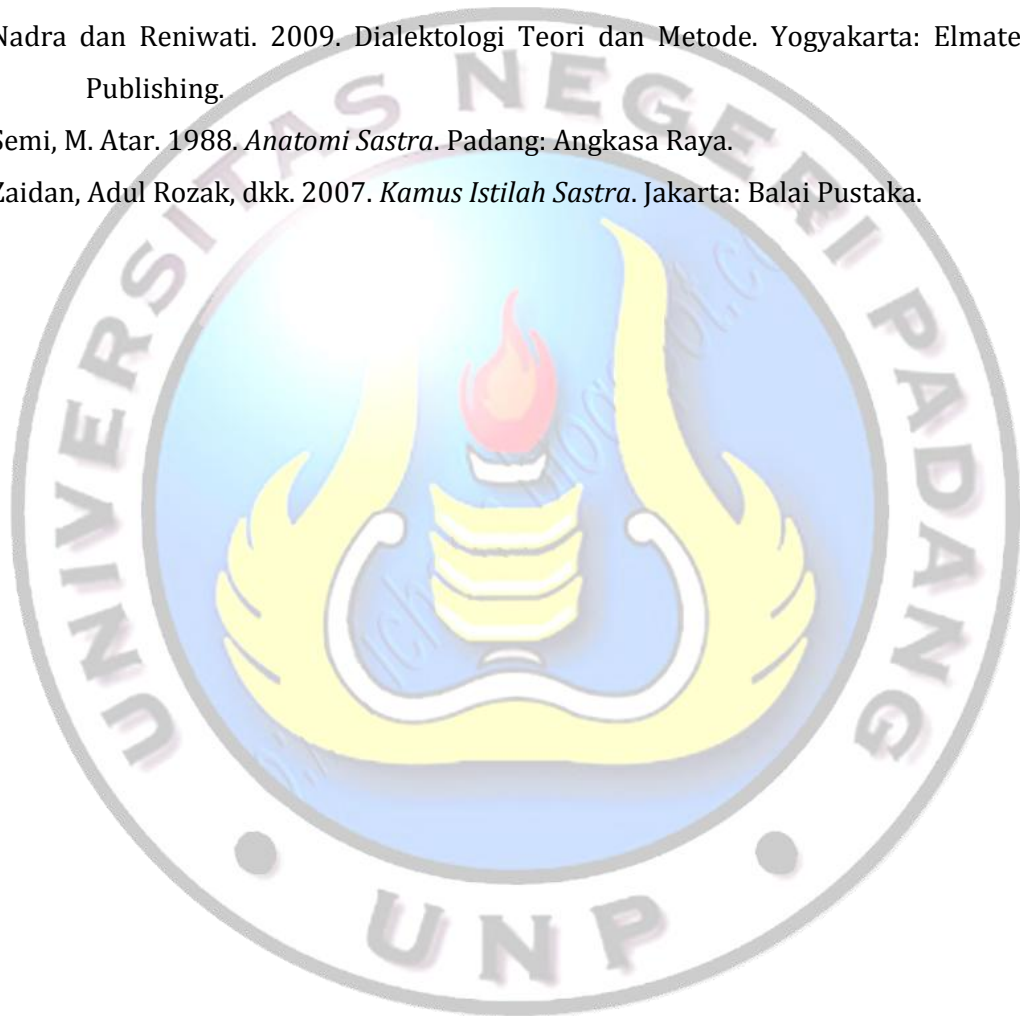 Nadra dan Reniwati. 2009. Dialektologi Teori dan Metode. Yogyakarta: Elmatera
Publishing.
Semi, M. Atar. 1988. Anatomi Sastra. Padang: Angkasa Raya.
Zaidan, Adul Rozak, dkk. 2007. Kamus Istilah Sastra. Jakarta: Balai Pustaka.
UNIVERSITAS NEGERI PADANG
UNP